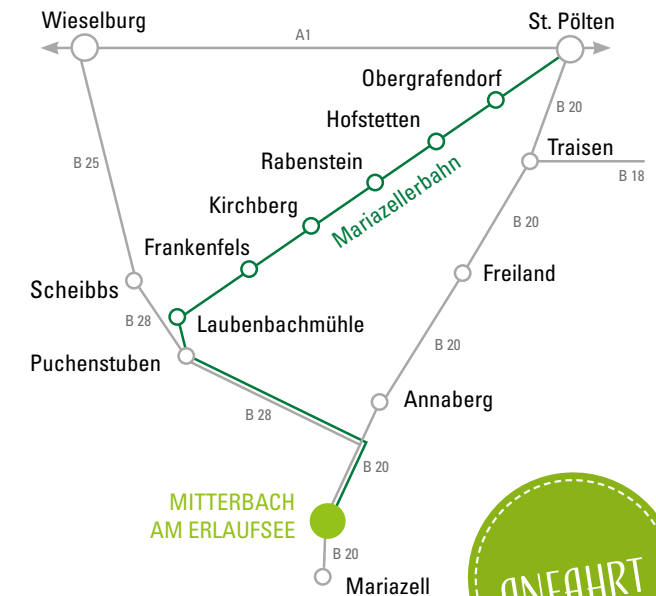 Wieselburg
St. Pölten
A1
Obergrafendorf
B 20
Hofstetten
Traisen
B 25
Rabenstein
B 18
Mariazellerbahn
Kirchberg
B 20
Frankenfels
Freiland
Scheibbs
B 28
Laubenbachmühle
B 20
Puchenstuben
Annaberg
B 28
B 20
MITTERBACH
AM ERLAUFSEE
B 20
ANFAHRT
Mariazell